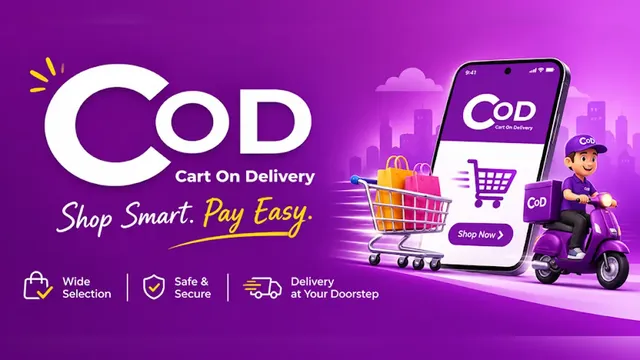 CoD
Cart On Delivery
Shop Smart. Pay Easy.
Wide
Selection
Safe &
Secure
Delivery
at Your Doorstep
9:41
CoD
Cart On Delivery
Shop Now
CoD
CoD